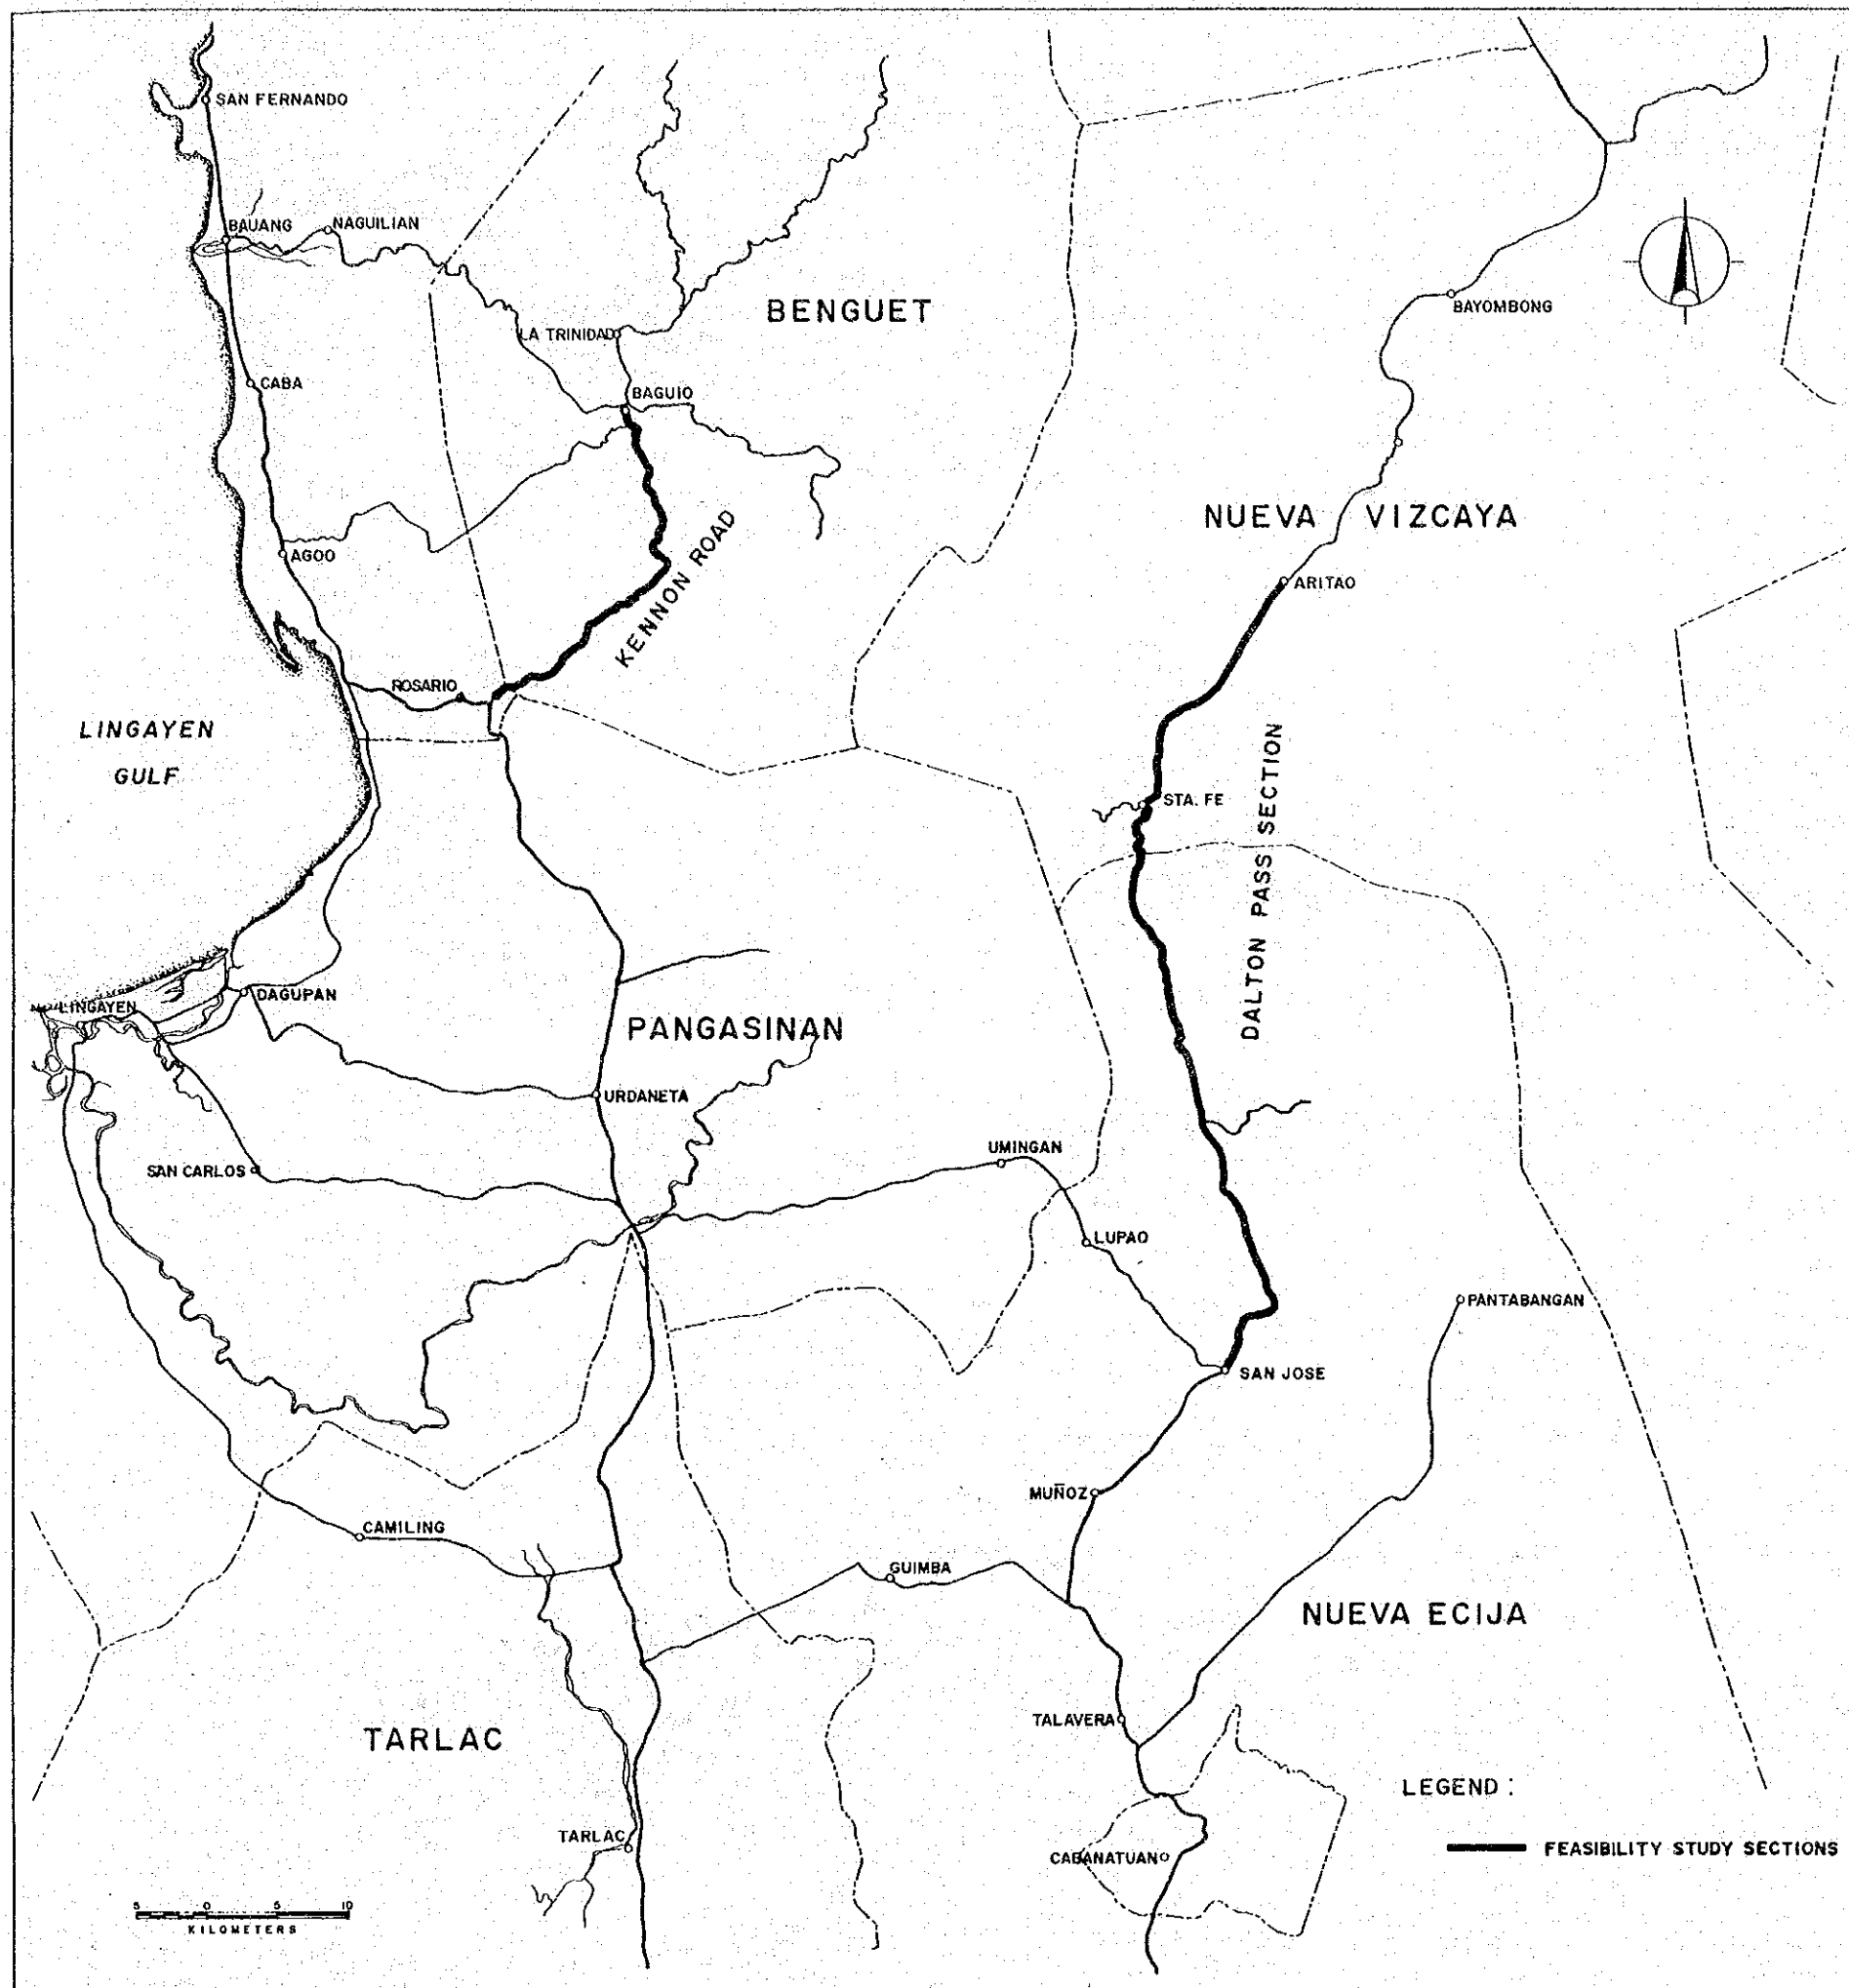 SAN FERNANDO
BAUANG
NAGUILIAN
BENGUET
BAYOMBONG
LA TRINIDAD
CABA
BAGUIO
NUEVA VIZCAYA
KENNON ROAD
AGOO
ARITAO
ROSARIO
LINGAYEN
GULF
STA. FE
DALTON PASS SECTION
DAGUPAN
LINGAYEN
PANGASINAN
URDANETA
UMINGAN
SAN CARLOS
LUPAO
PANTABANGAN
SAN JOSE
MUÑOZ
CAMILING
GUIMBA
NUEVA ECIJA
TALAVERA
TARLAC
LEGEND :
TARLAC
FEASIBILITY STUDY SECTIONS
CABANATUAN
5 0 5 10
KILOMETERS